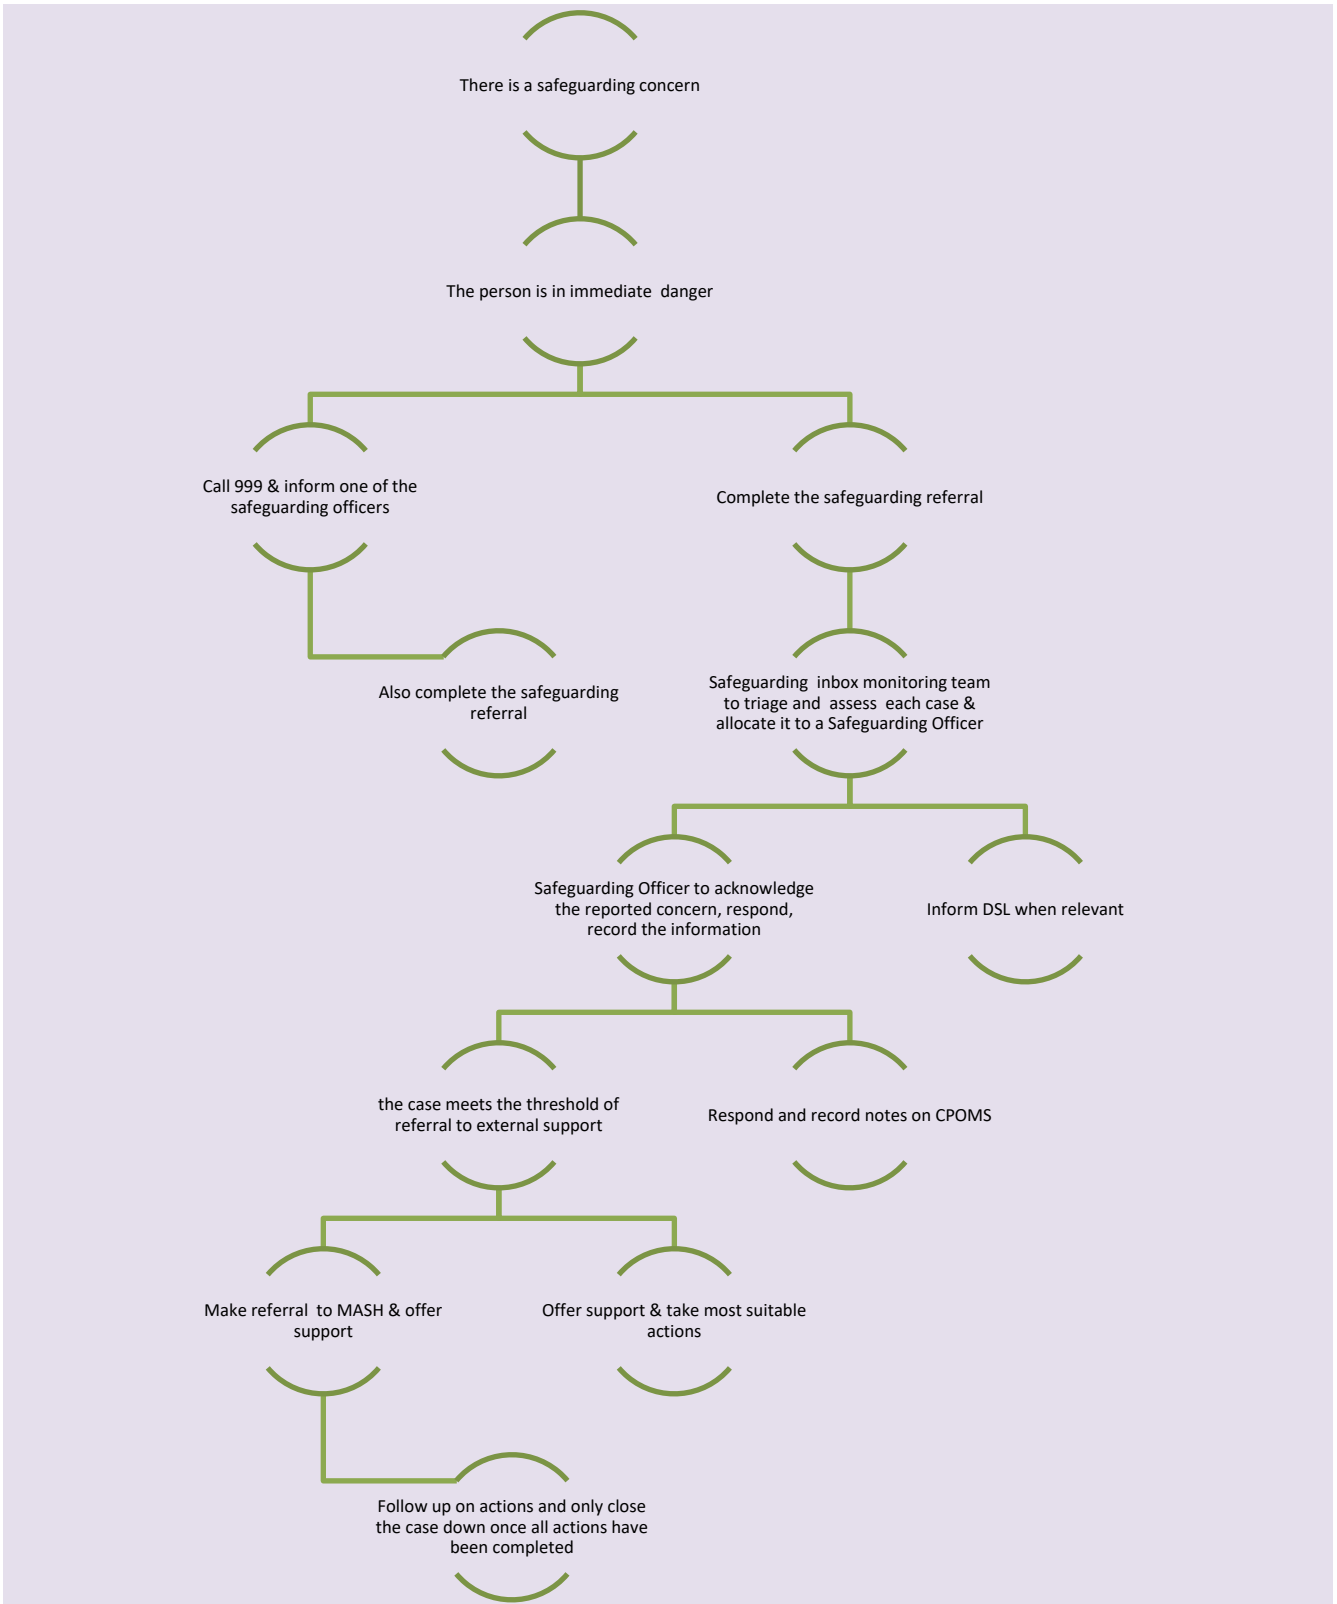 There is a safeguarding concern
The person is in immediate  danger
Call 999 & inform one of the
safeguarding officers
Complete the safeguarding referral
Also complete the safeguarding
referral
Safeguarding  inbox monitoring team
to triage and  assess  each case &
allocate it to a Safeguarding Officer
Safeguarding Officer to acknowledge
the reported concern, respond,
record the information
Inform DSL when relevant
the case meets the threshold of
referral to external support
Respond and record notes on CPOMS
Make referral  to MASH & offer
support
Offer support & take most suitable
actions
Follow up on actions and only close
the case down once all actions have
been completed